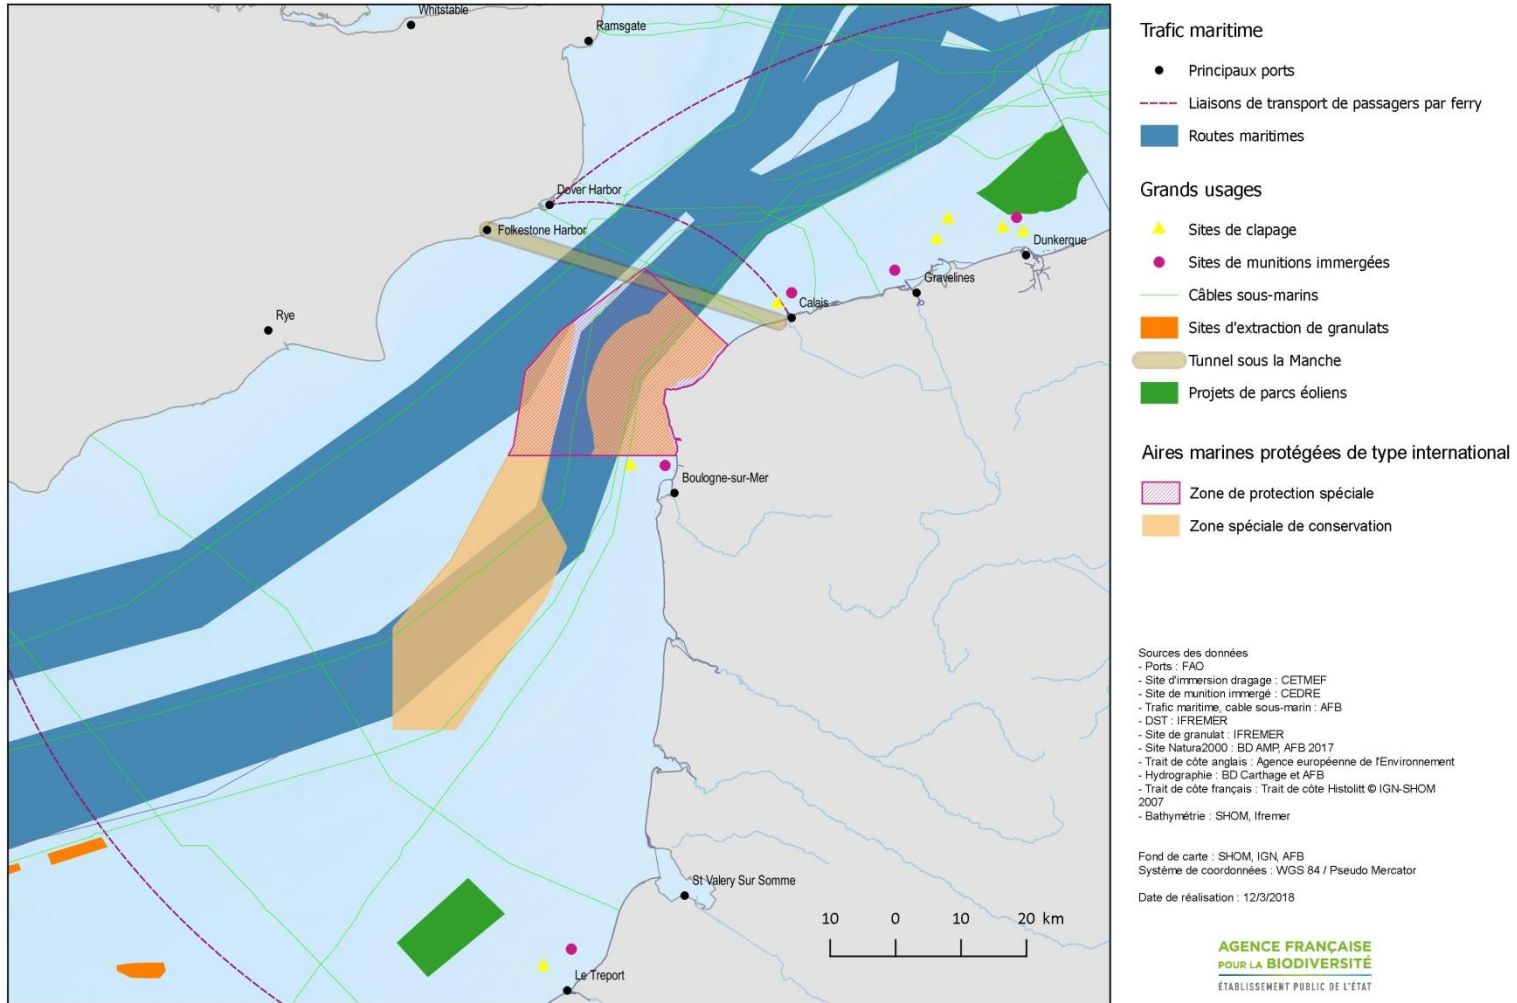 Whitstable
Ramsgate
Dover Harbor
Folkestone Harbor
Dunkerque
Gravelines
Calais
Rye
Boulogne-sur-Mer
St Valery Sur Somme
10 0 10 20 km
Le Treport
Trafic maritime
Principaux ports
Liaisons de transport de passagers par ferry
Routes maritimes
Grands usages
Sites de clapage
Sites de munitions immergées
Câbles sous-marins
Sites d'extraction de granulats
Tunnel sous la Manche
Projets de parcs éoliens
Aires marines protégées de type international
Zone de protection spéciale
Zone spéciale de conservation
Sources des données
- Ports : FAO
- Site d'immersion dragage : CETMEF
- Site de munition immergé : CEDRE
- Trafic maritime, cable sous-marin : AFB
- DST : IFREMER
- Site de granulat : IFREMER
- Site Natura2000 : BD AMP, AFB 2017
- Trait de côte anglais : Agence européenne de l'Environnement
- Hydrographie : BD Carthage et AFB
- Trait de côte français : Trait de côte Histolitt © IGN-SHOM
2007
- Bathymétrie : SHOM, Ifremer
Fond de carte : SHOM, IGN, AFB
Système de coordonnées : WGS 84 / Pseudo Mercator
Date de réalisation : 12/3/2018
AGENCE FRANÇAISE
POUR LA BIODIVERSITÉ
ÉTABLISSEMENT PUBLIC DE L'ÉTAT